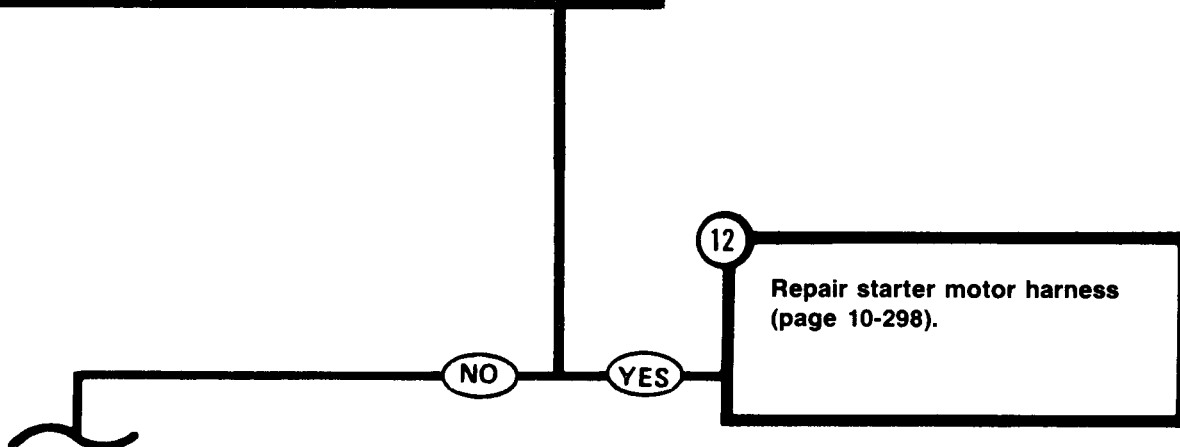 12
Repair starter motor harness
(page 10-298).
NO
YES